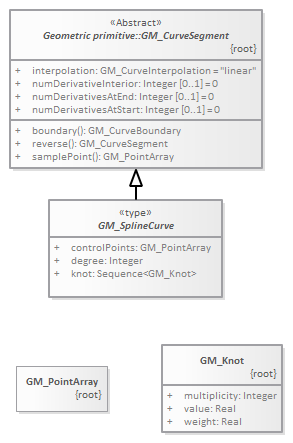 «Abstract»
Geometric primitive::GM_CurveSegment
{root}
+ interpolation: GM_CurveInterpolation = "linear"
+ numDerivativeInterior: Integer [0..1] = 0
+ numDerivativesAtEnd: Integer [0..1] = 0
+ numDerivativesAtStart: Integer [0..1] = 0
+ boundary(): GM_CurveBoundary
+ reverse(): GM_CurveSegment
+ samplePoint(): GM_PointArray
«type»
GM_SplineCurve
+ controlPoints: GM_PointArray
+ degree: Integer
+ knot: Sequence<GM_Knot>
GM_PointArray
{root}
GM_Knot
{root}
+ multiplicity: Integer
+ value: Real
+ weight: Real